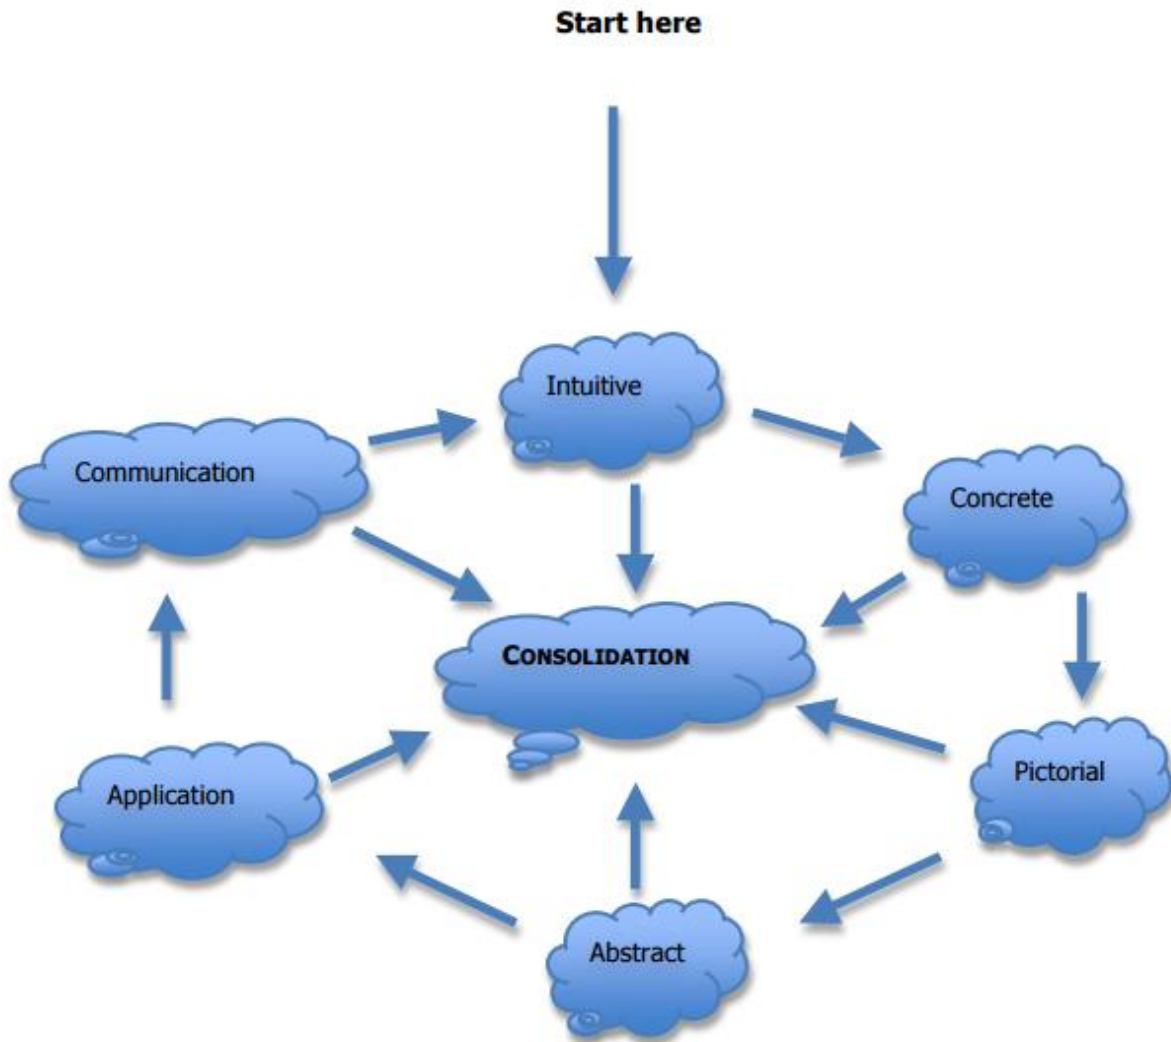 Start here
Intuitive
Communication
Concrete
CONSOLIDATION
Pictorial
Application
Abstract